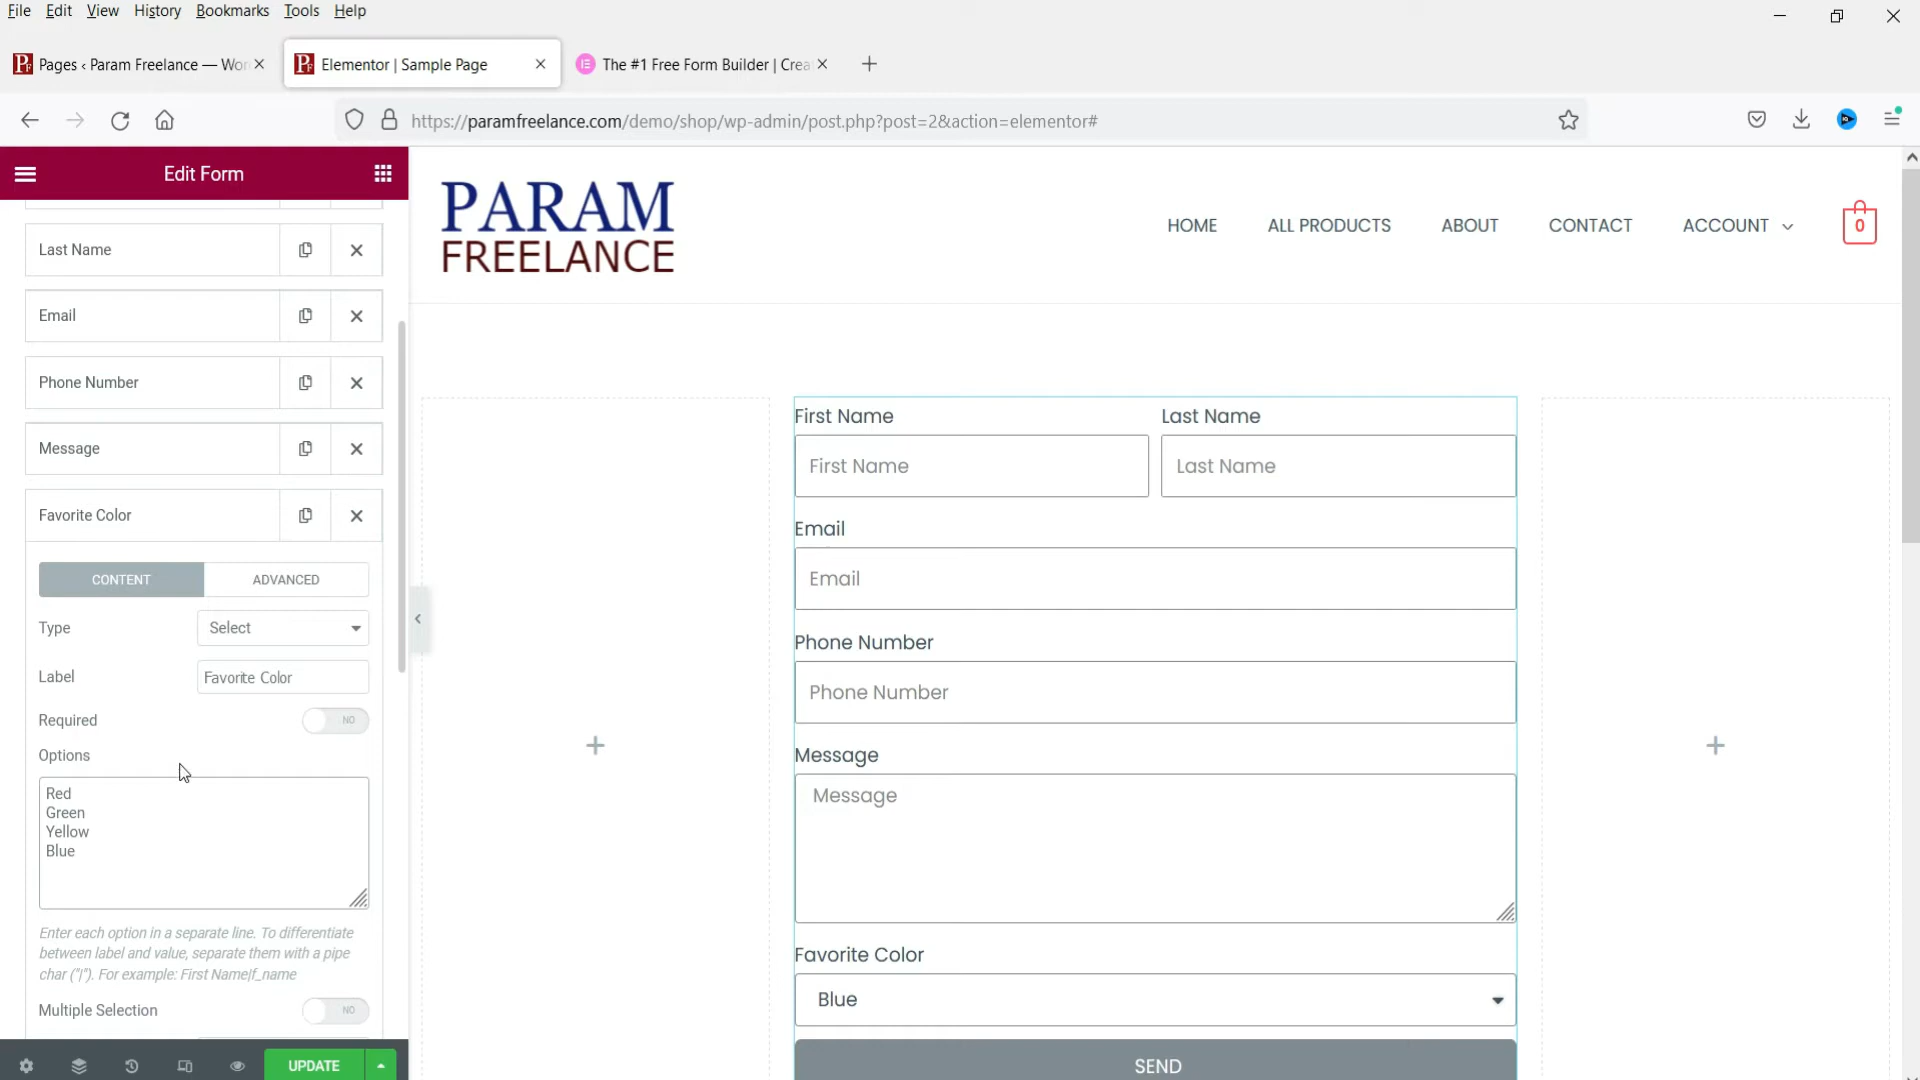 File Edit View History Bookmarks Tools Help
Pages ‹ Param Freelance — Wor
Elementor | Sample Page
The #1 Free Form Builder | Crea
https://paramfreelance.com/demo/shop/wp-admin/post.php?post=2&action=elementor#
Edit Form
PARAM
FREELANCE
HOME ALL PRODUCTS ABOUT CONTACT ACCOUNT 0
Last Name
Email
Phone Number
Message
Favorite Color
CONTENT ADVANCED
Type Select
Label Favorite Color
Required NO
Options
Red
Green
Yellow
Blue
Enter each option in a separate line. To differentiate
between label and value, separate them with a pipe
char ("|"). For example: First Name|f_name
Multiple Selection NO
UPDATE
First Name Last Name
First Name Last Name
Email
Email
Phone Number
Phone Number
Message
Message
Favorite Color
Blue
SEND